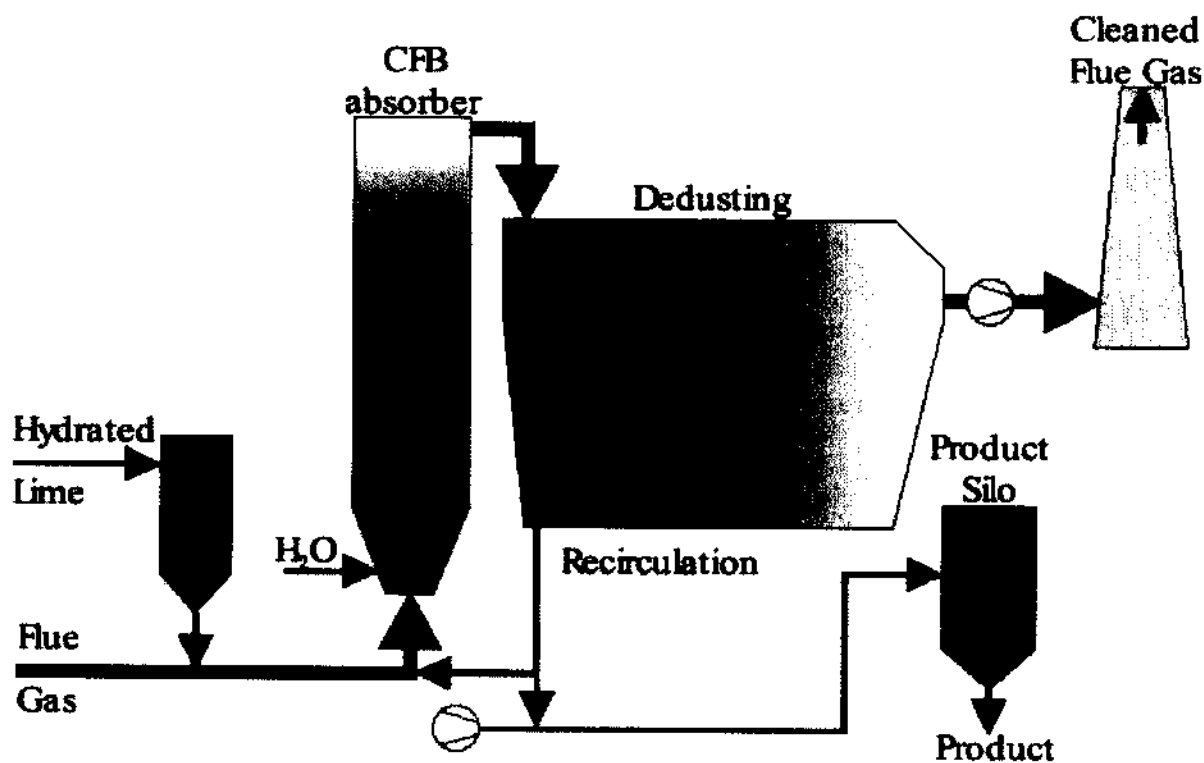 Cleaned
Flue Gas
CFB
absorber
Dedusting
Hydrated
Lime
Product
Silo
H₂O
Recirculation
Flue
Gas
Product